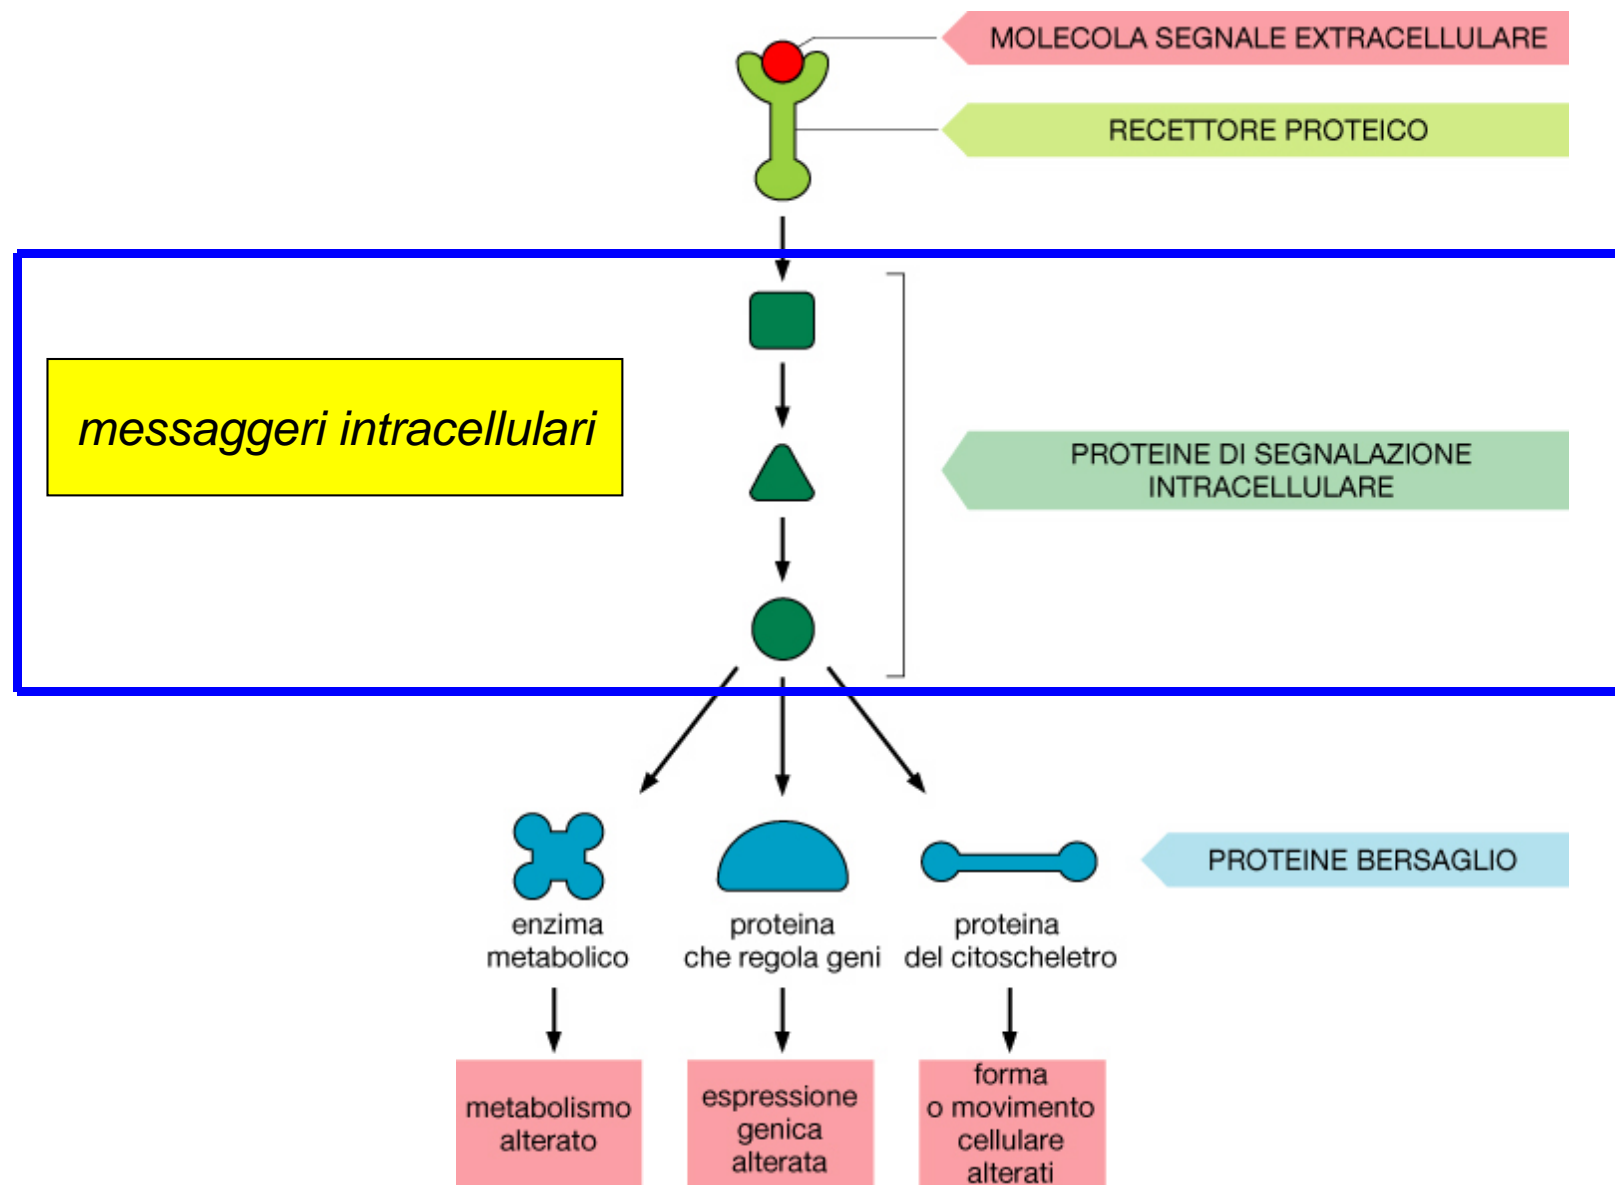 MOLECOLA SEGNALE EXTRACELLULARE
RECETTORE PROTEICO
messaggeri intracellulari
PROTEINE DI SEGNALAZIONE
INTRACELLULARE
PROTEINE BERSAGLIO
enzima
metabolico
proteina
che regola geni
proteina
del citoscheletro
metabolismo
alterato
espressione
genica
alterata
forma
o movimento
cellulare
alterati